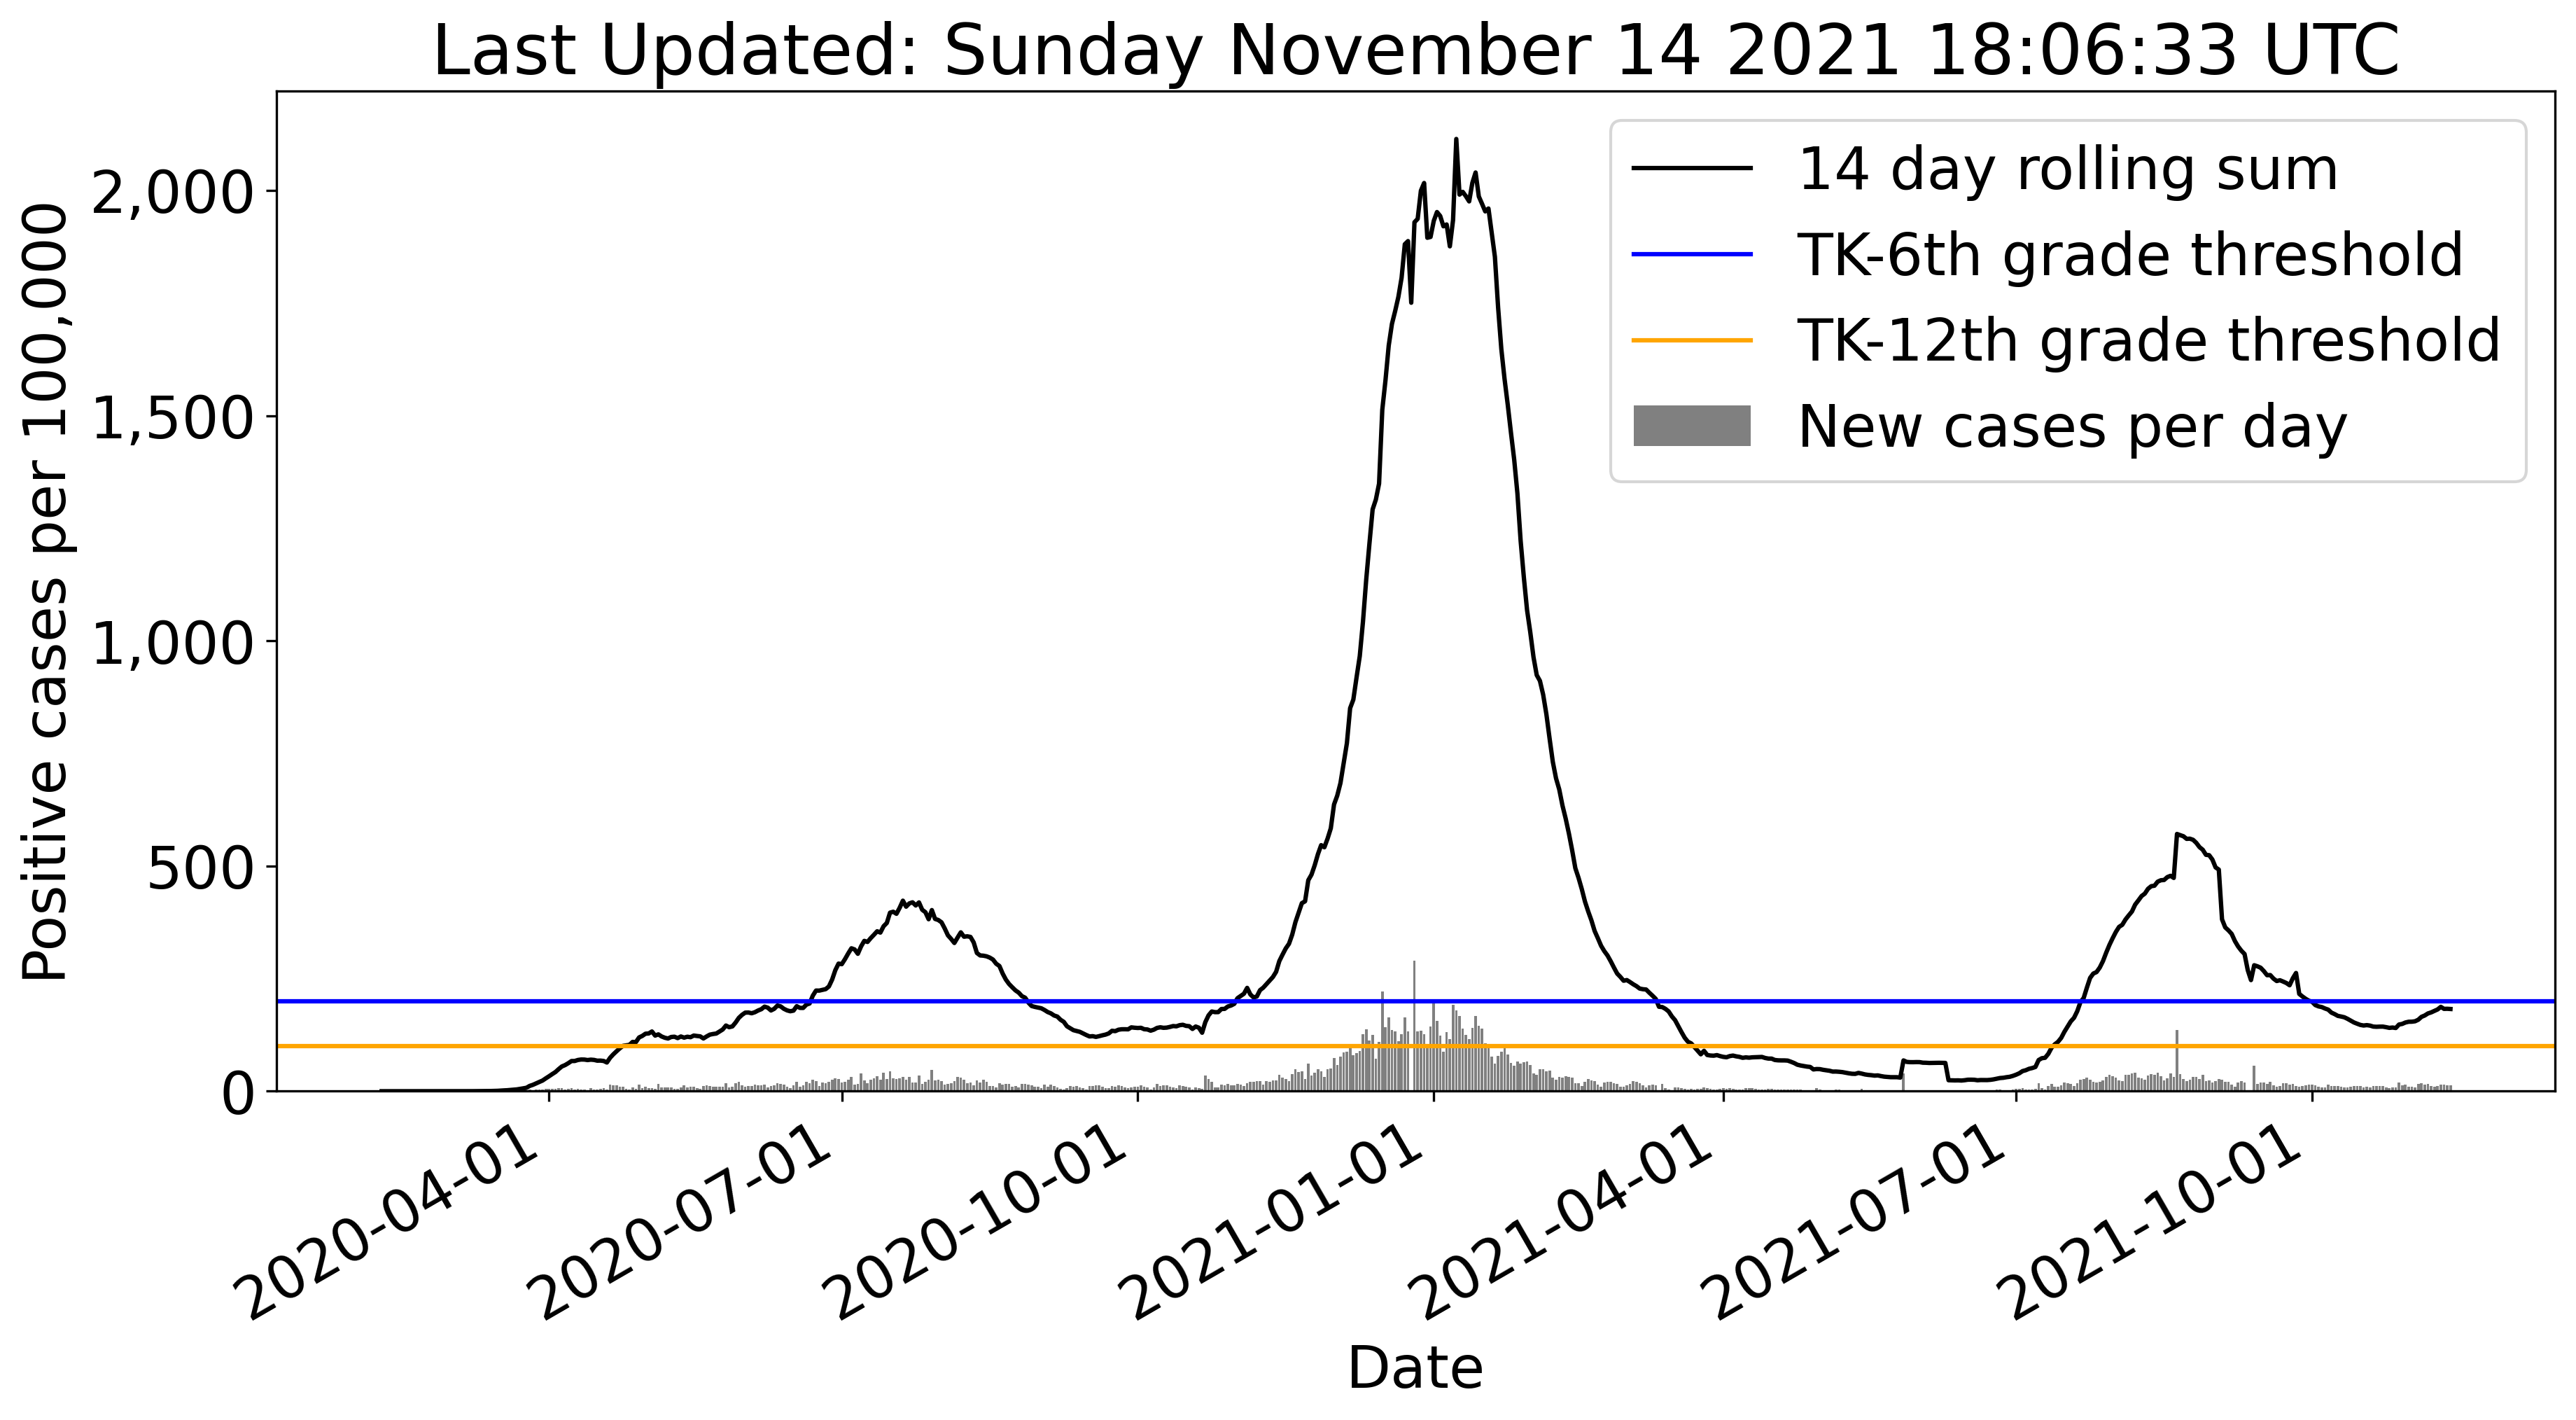 Last Updated: Sunday November 14 2021 18:06:33 UTC
Positive cases per 100,000
2,000
1,500
1,000
500
0
14 day rolling sum
TK-6th grade threshold
TK-12th grade threshold
New cases per day
2020-04-01
2020-07-01
2020-10-01
2021-01-01
2021-04-01
2021-07-01
2021-10-01
Date